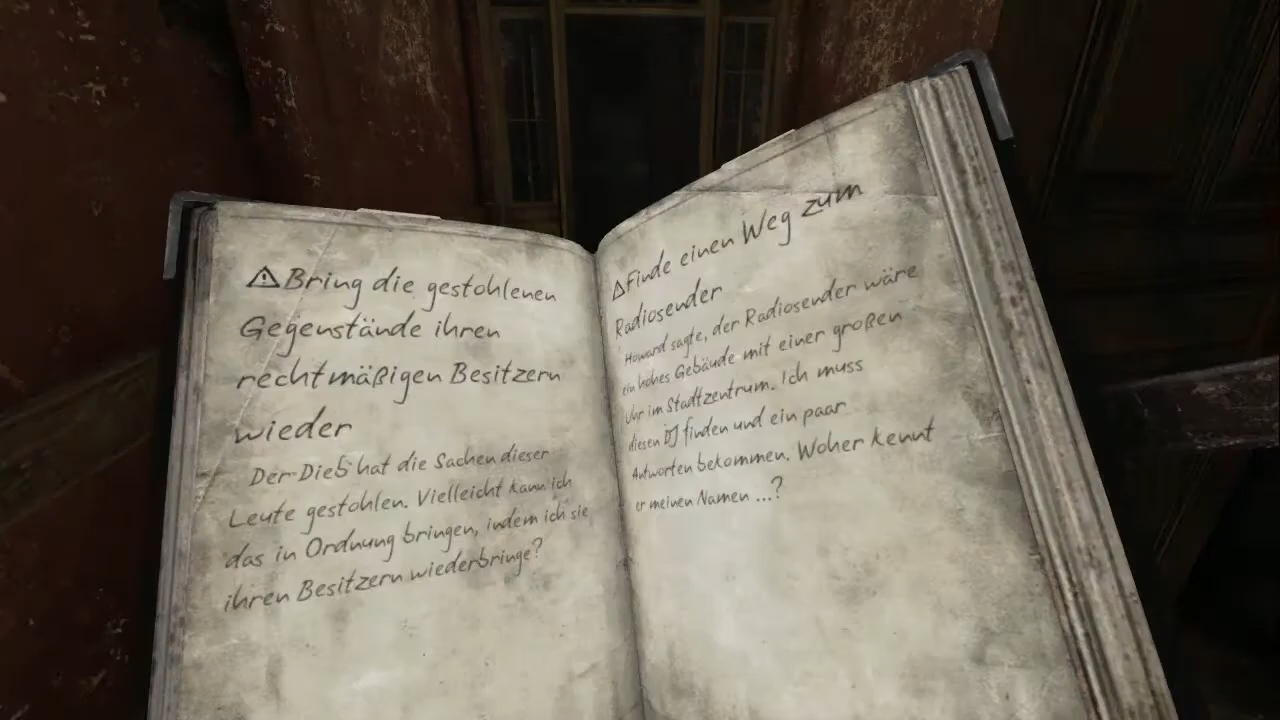 Bring die gestohlenen
Gegenstände ihren
rechtmäßigen Besitzern
wieder
Der Dieb hat die Sachen dieser
Leute gestohlen. Vielleicht kann ich
das in Ordnung bringen, indem ich sie
ihren Besitzern wiederbringe?
Finde einen Weg zum
Radiosender
Howard sagte, der Radiosender wäre
ein hohes Gebäude mit einer großen
Uhr im Stadtzentrum. Ich muss
diesen DJ finden und ein paar
Antworten bekommen. Woher kennt
er meinen Namen ...?